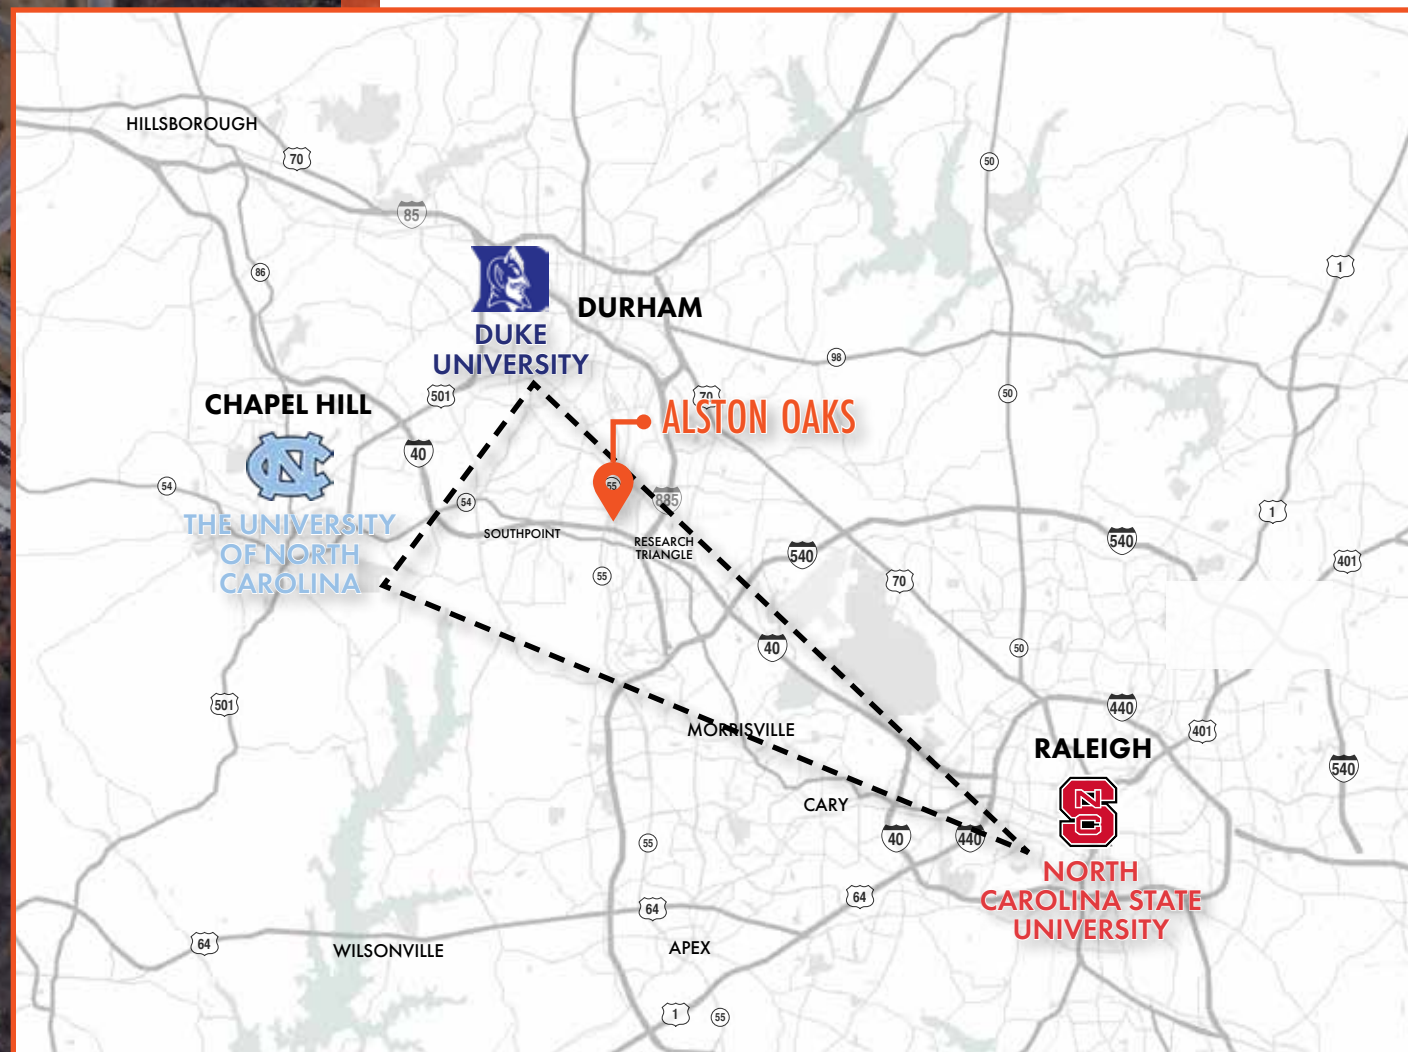 HILLSBOROUGH
70
85
50
86
1
DURHAM
DUKE
UNIVERSITY
98
501
70
50
CHAPEL HILL
ALSTON OAKS
40
54
54
55
885
1
THE UNIVERSITY
OF NORTH
CAROLINA
SOUTHPOINT
RESEARCH
TRIANGLE
540
540
401
55
70
40
50
501
440
401
MORRISVILLE
RALEIGH
540
CARY
NC
S
55
40
440
NORTH
CAROLINA STATE
UNIVERSITY
64
64
64
WILSONVILLE
APEX
1
55